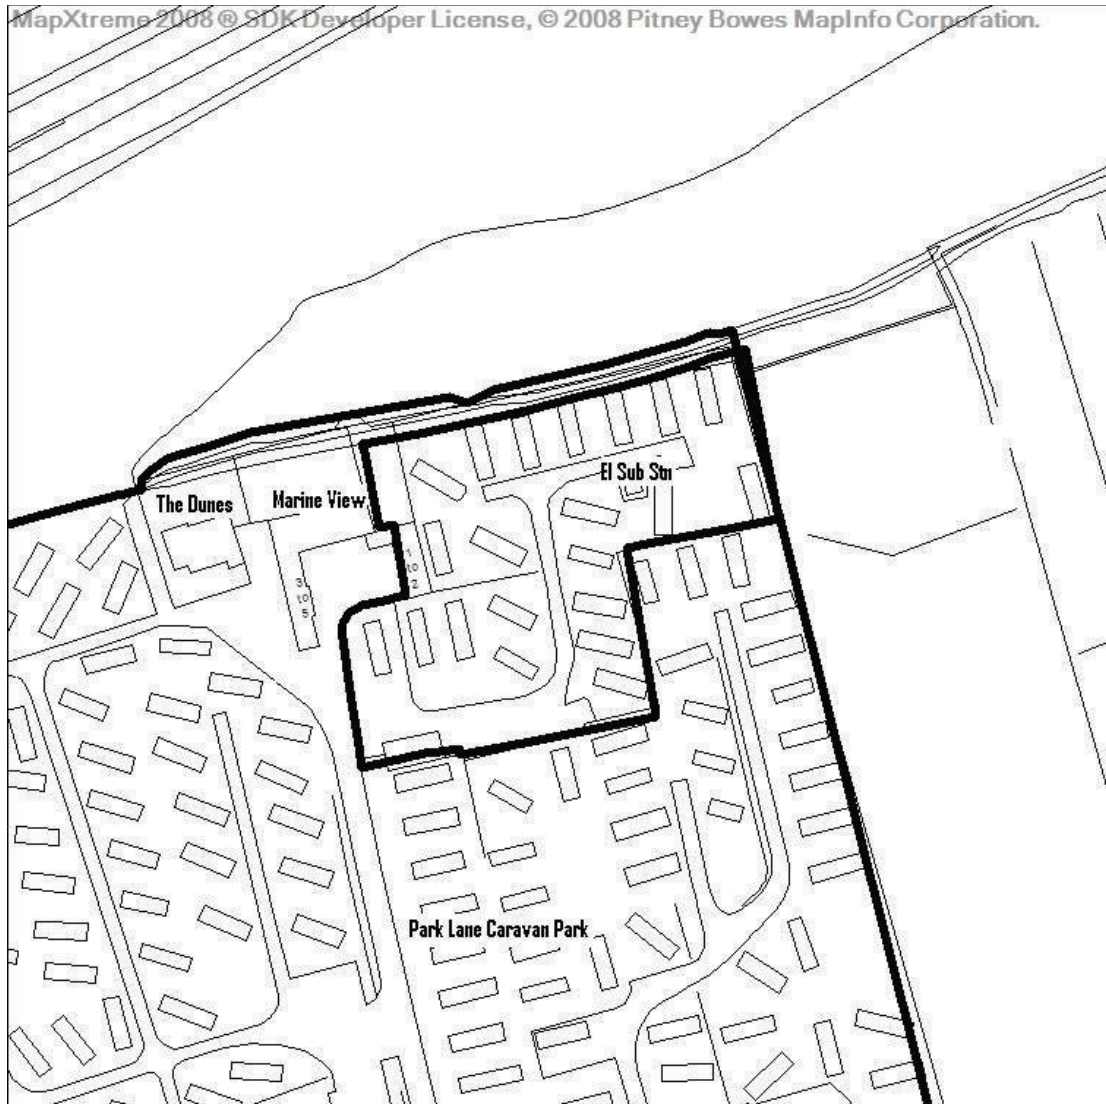 MapXtreme 2008 ® SDK Developer License, © 2008 Pitney Bowes MapInfo Corporation.
El Sub Stn
The Dunes
Marine View
1
to
2
3
to
5
Park Lane Caravan Park